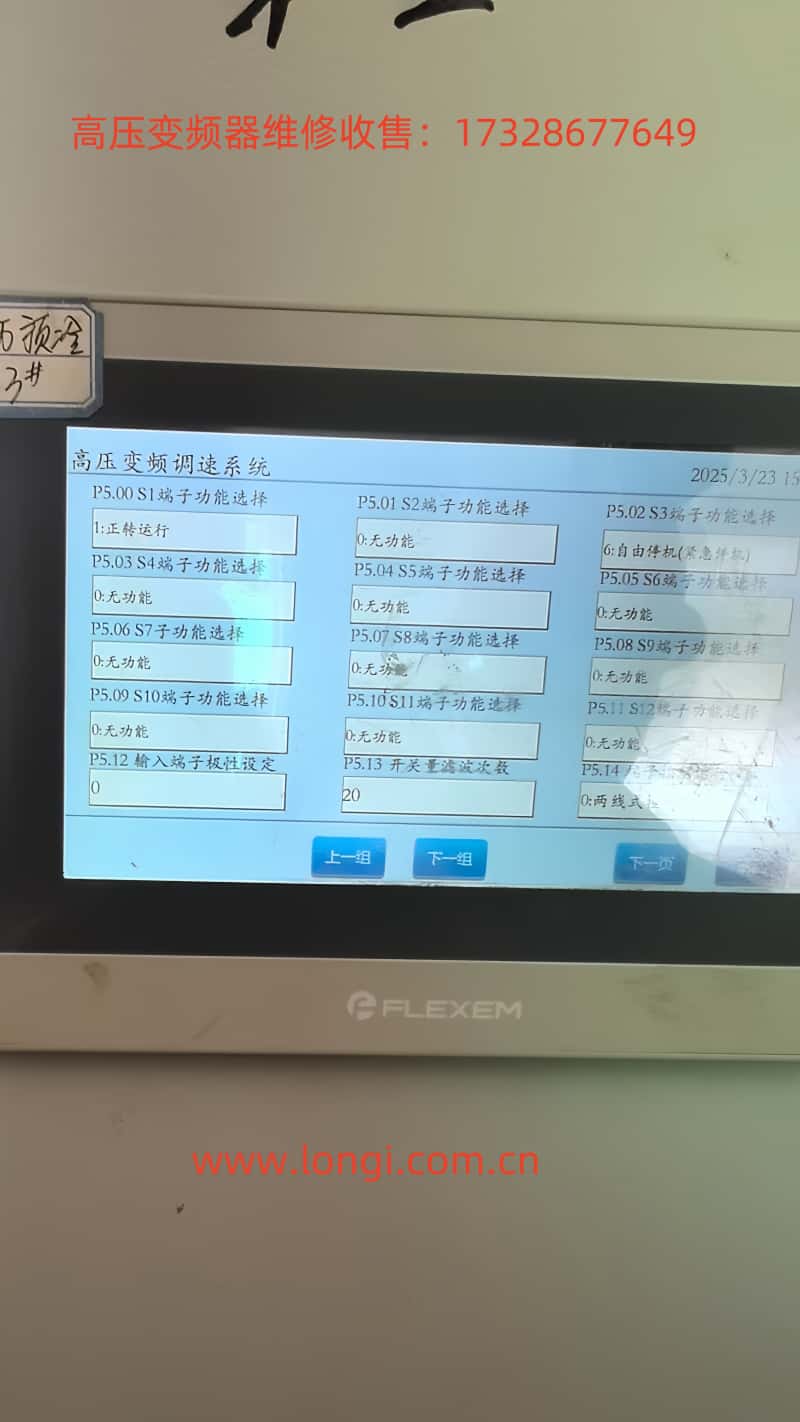 高压变频器维修收售：17328677649
预冷
3#
高压变频调速系统
2025/3/23 15
P5.00 S1端子功能选择
P5.01 S2端子功能选择
P5.02 S3端子功能选择
1:正转运行
0:无功能
6:自由停机(紧急停机)
P5.03 S4端子功能选择
P5.04 S5端子功能选择
P5.05 S6端子功能选择
0:无功能
0:无功能
0:无功能
P5.06 S7子功能选择
P5.07 S8端子功能选择
P5.08 S9端子功能选择
0:无功能
0:无功能
0:无功能
P5.09 S10端子功能选择
P5.10 S11端子功能选择
P5.11 S12端子功能选择
0:无功能
0:无功能
0:无功能
P5.12 输入端子极性设定
P5.13 开关量滤波次数
P5.14
0
20
0:两线式
上一组
下一组
下一页
FLEXEM
www.longi.com.cn